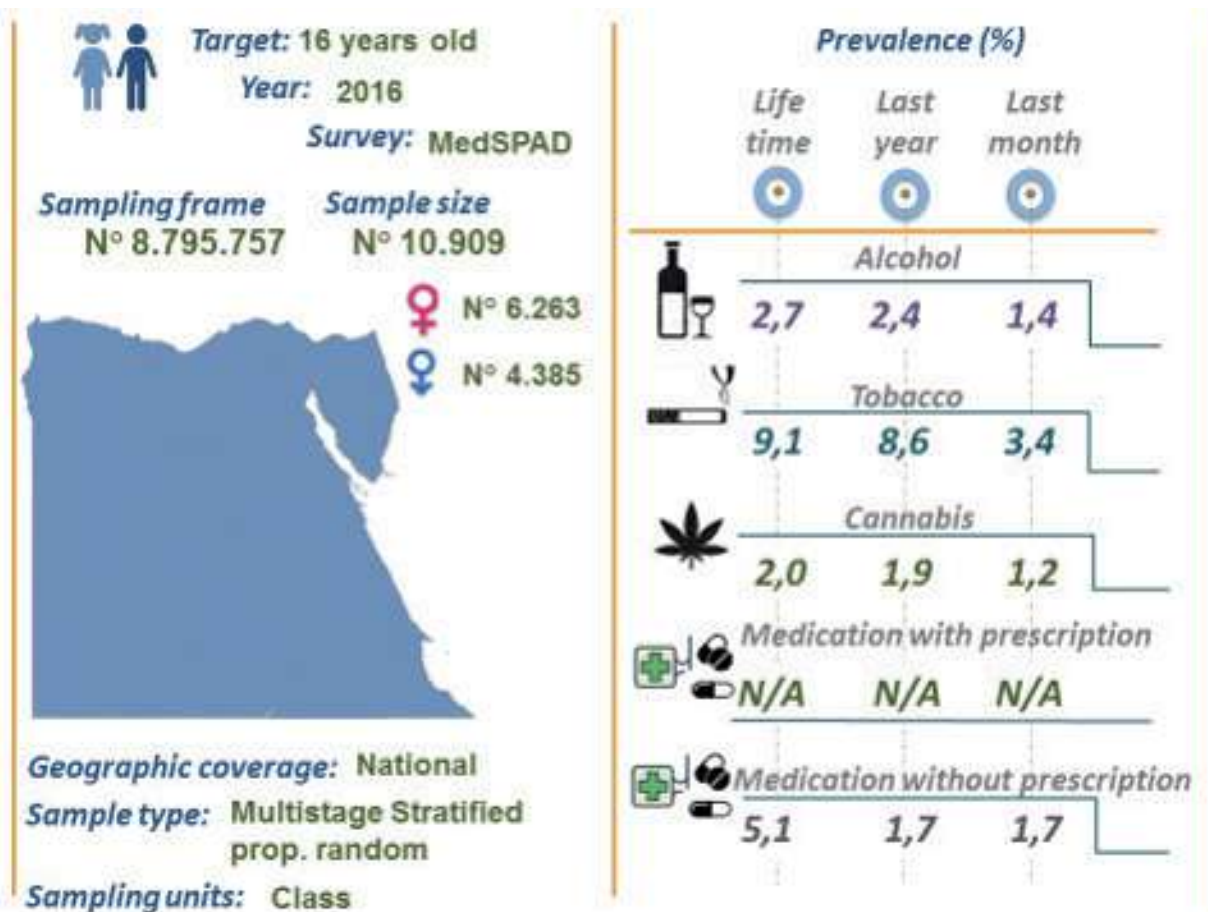 Target: 16 years old
Year: 2016
Survey: MedSPAD
Sampling frame Sample size
N° 8.795.757 N° 10.909
N° 6.263
N° 4.385
Geographic coverage: National
Sample type: Multistage Stratified
prop. random
Sampling units: Class
Prevalence (%)
Life Last Last
time year month
Alcohol
2,7 2,4 1,4
Tobacco
9,1 8,6 3,4
Cannabis
2,0 1,9 1,2
Medication with prescription
N/A N/A N/A
Medication without prescription
5,1 1,7 1,7